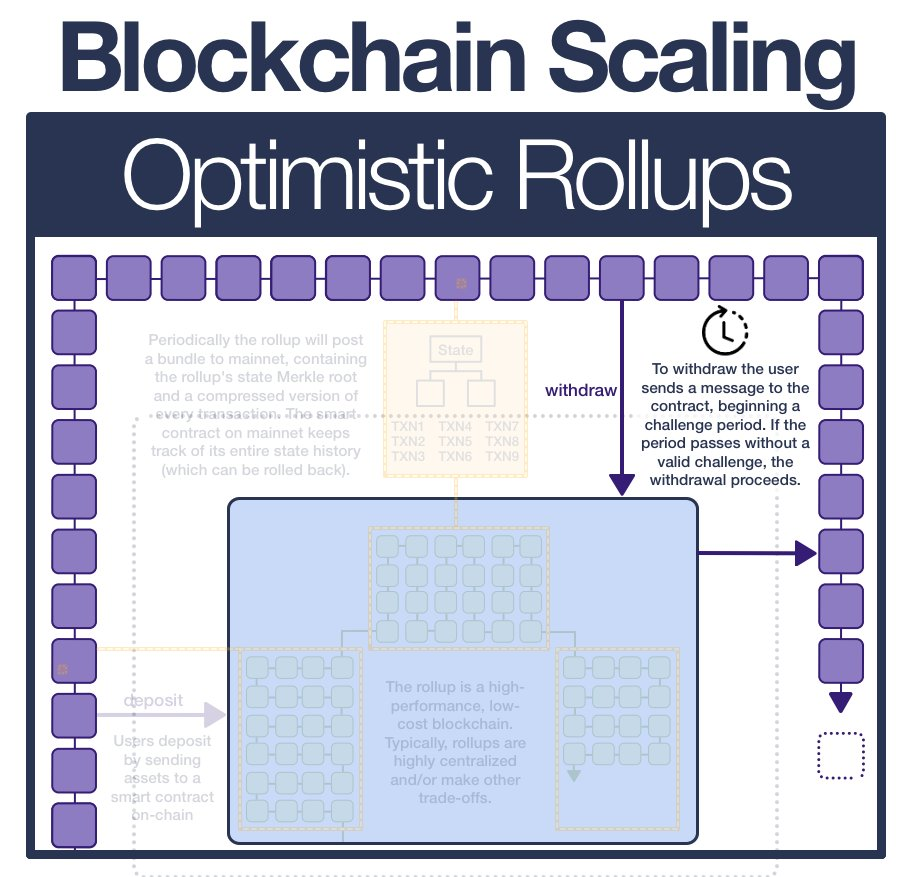 Blockchain Scaling
Optimistic Rollups
Periodically the rollup will post
a bundle to mainnet, containing
the rollup's state Merkle root
and a compressed version of
every transaction. The smart
contract on mainnet keeps
track of its entire state history
(which can be rolled back).
State
TXN1 TXN4 TXN7
TXN2 TXN5 TXN8
TXN3 TXN6 TXN9
withdraw
To withdraw the user
sends a message to the
contract, beginning a
challenge period. If the
period passes without a
valid challenge, the
withdrawal proceeds.
deposit
Users deposit
by sending
assets to a
smart contract
on-chain
The rollup is a high-
performance, low-
cost blockchain.
Typically, rollups are
highly centralized
and/or make other
trade-offs.